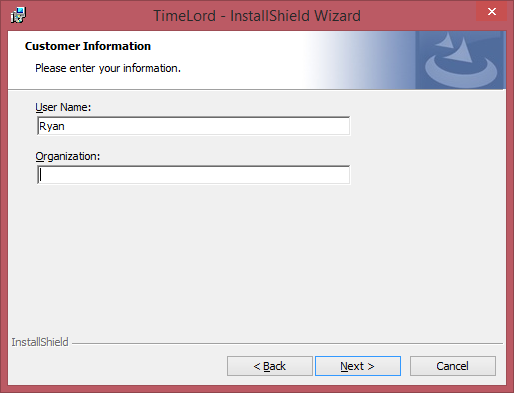 TimeLord - InstallShield Wizard
Customer Information
Please enter your information.
User Name:
Ryan
Organization:
InstallShield
< Back
Next >
Cancel